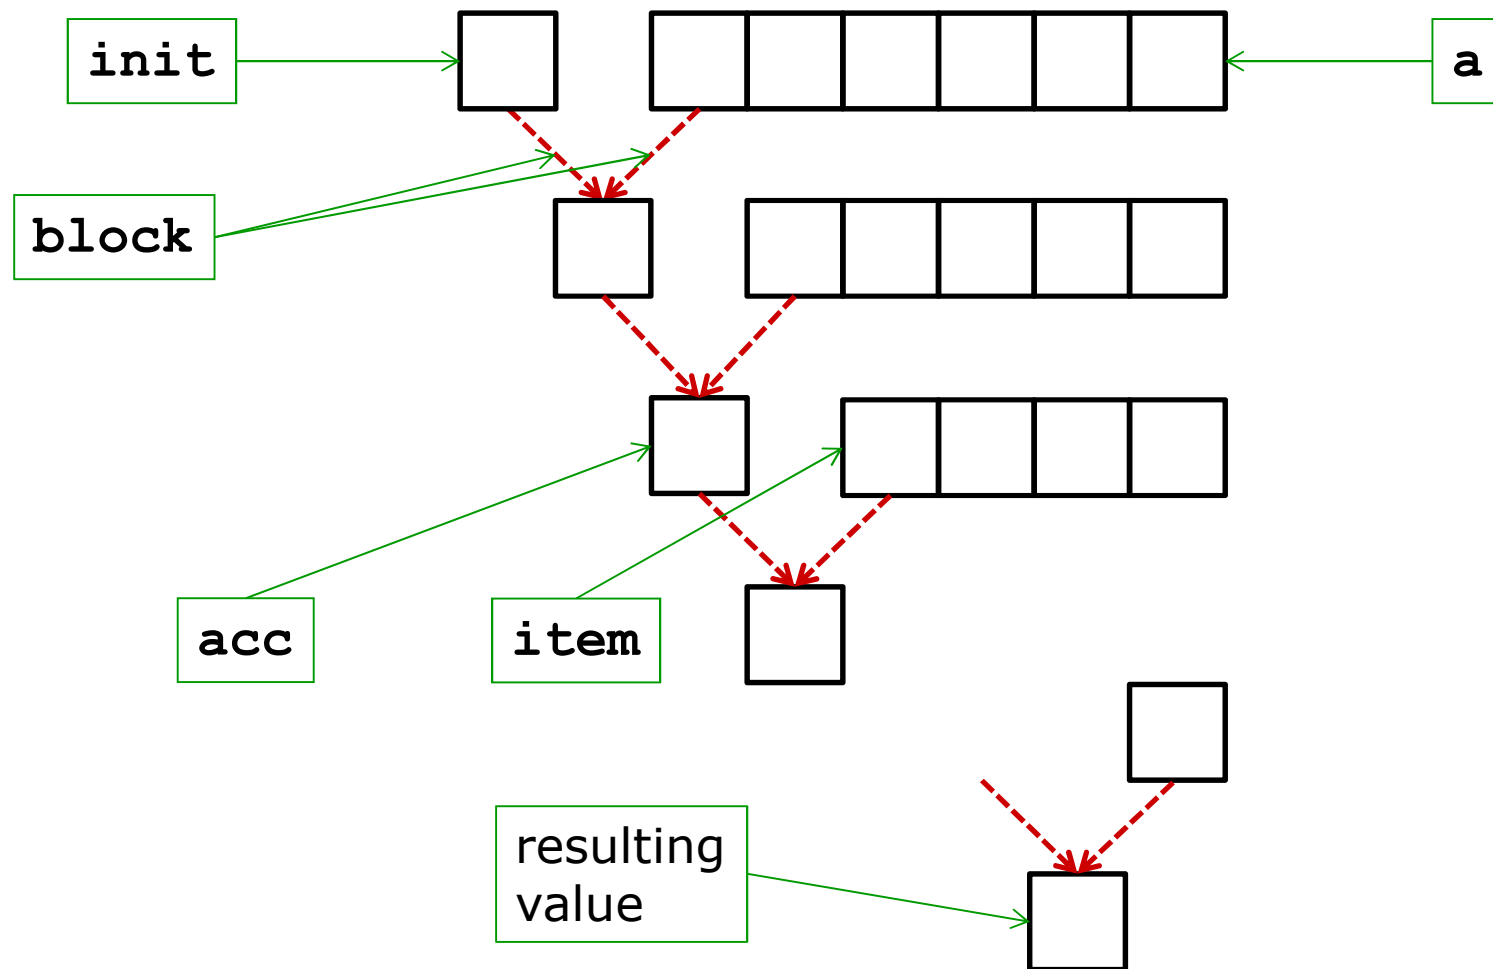 init
a
block
acc
item
resulting
value